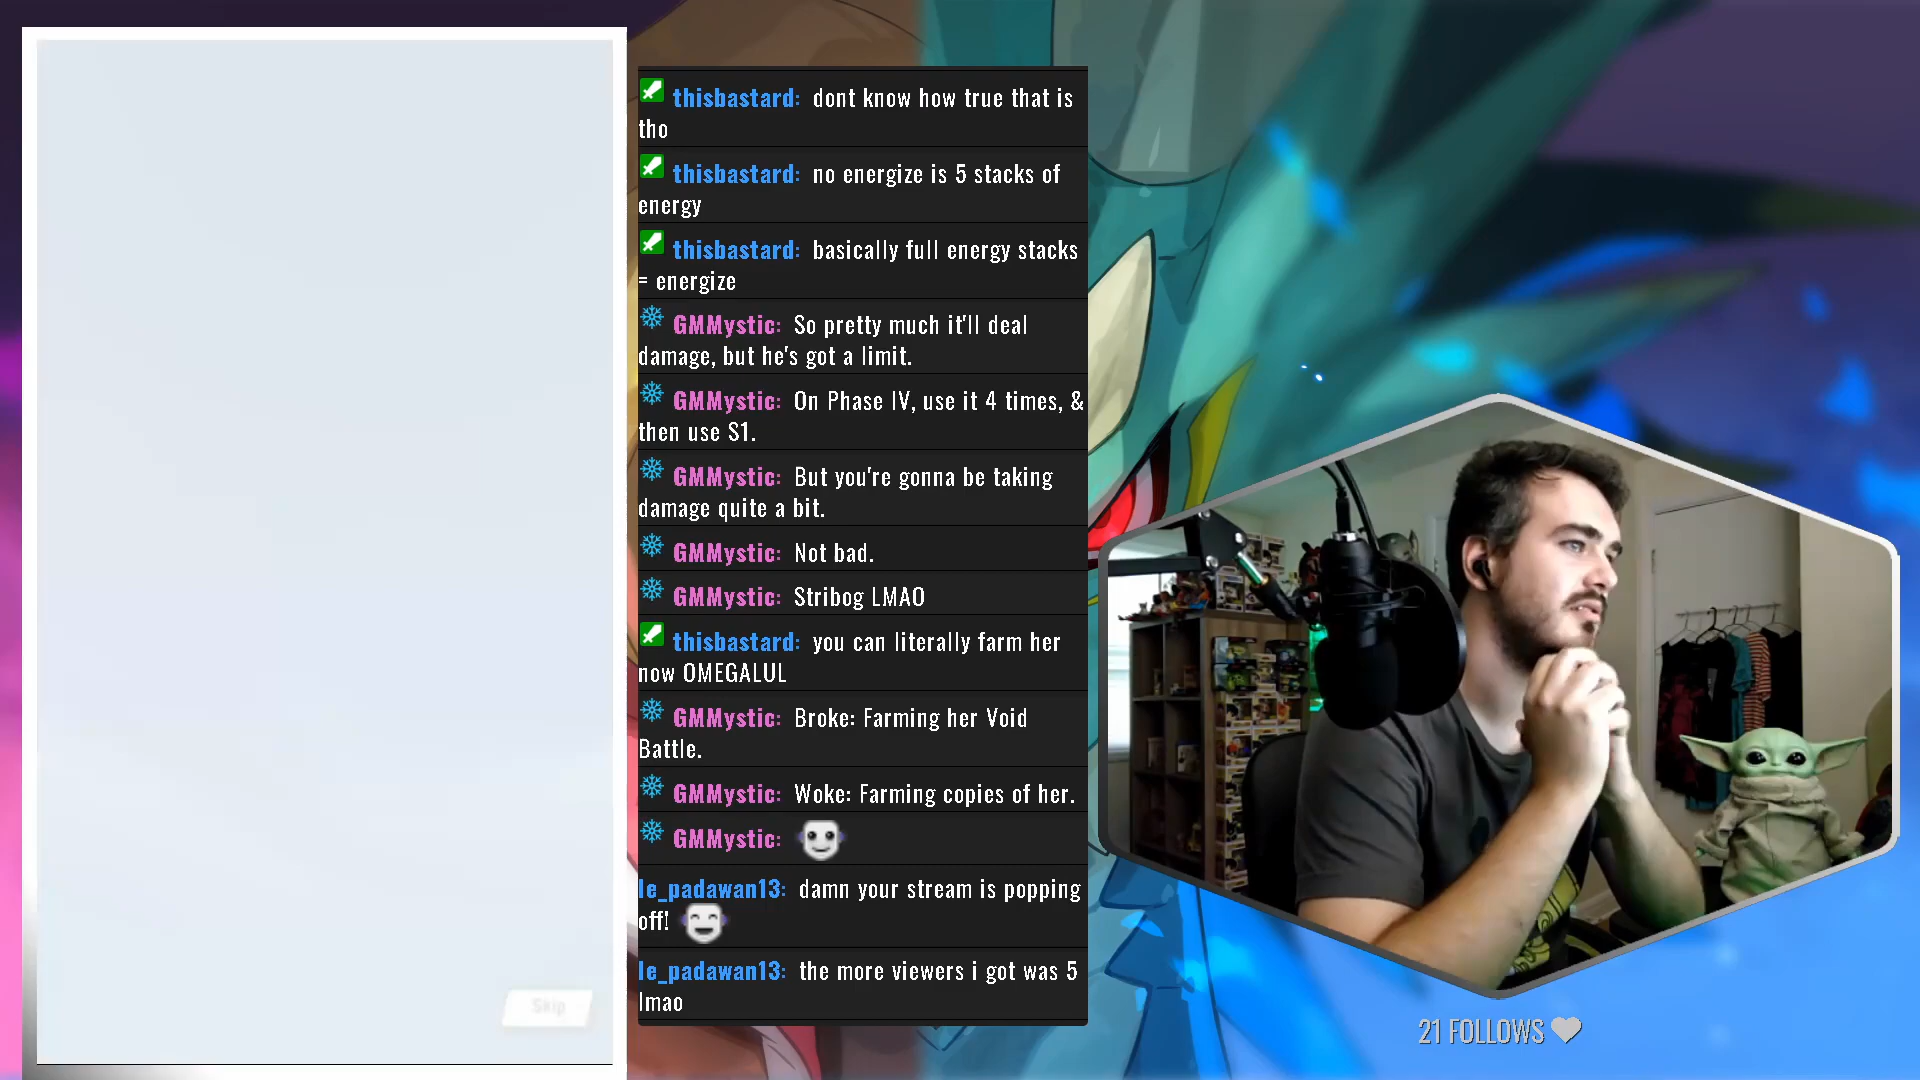 thisbastard: dont know how true that is
tho
thisbastard: no energize is 5 stacks of
energy
thisbastard: basically full energy stacks
= energize
GMMystic: So pretty much it'll deal
damage, but he's got a limit.
GMMystic: On Phase IV, use it 4 times, &
then use S1.
GMMystic: But you're gonna be taking
damage quite a bit.
GMMystic: Not bad.
GMMystic: Stribog LMAO
thisbastard: you can literally farm her
now OMEGALUL
GMMystic: Broke: Farming her Void
Battle.
GMMystic: Woke: Farming copies of her.
GMMystic:
le_padawan13: damn your stream is popping
off!
le_padawan13: the more viewers i got was 5
lmao
Skip
21 FOLLOWS